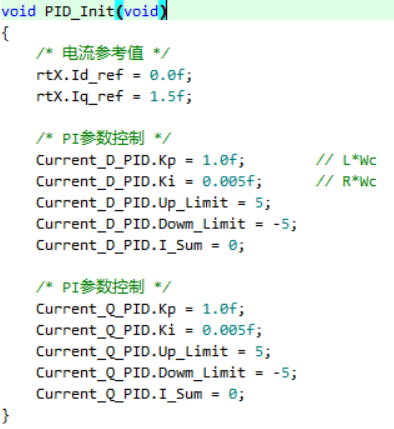 void PID_Init(void)
{
/* 电流参考值 */
rtX.Id_ref = 0.0f;
rtX.Iq_ref = 1.5f;
/* PI参数控制 */
Current_D_PID.Kp = 1.0f; // L*Wc
Current_D_PID.Ki = 0.005f; // R*Wc
Current_D_PID.Up_Limit = 5;
Current_D_PID.Dowm_Limit = -5;
Current_D_PID.I_Sum = 0;
/* PI参数控制 */
Current_Q_PID.Kp = 1.0f;
Current_Q_PID.Ki = 0.005f;
Current_Q_PID.Up_Limit = 5;
Current_Q_PID.Dowm_Limit = -5;
Current_Q_PID.I_Sum = 0;
}